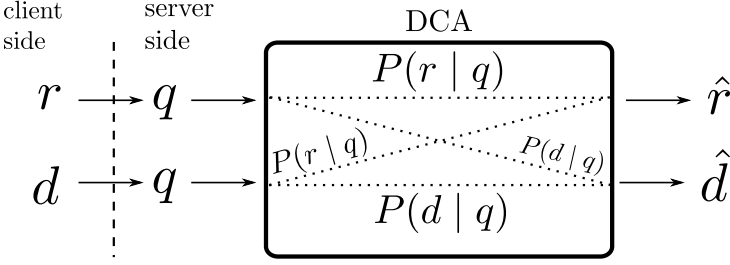 client side
server side
DCA
r
q
P(r | q)
r̂
P(r | q)
P(d | q)
d
q
P(d | q)
d̂